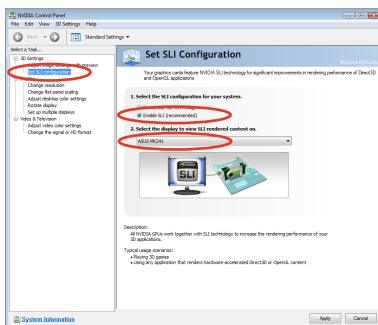 NVIDIA Control Panel
File Edit View 3D Settings Help
Back
Standard Settings
Select a Task...
3D Settings
Adjust image settings with preview
Set SLI configuration
Change resolution
Change flat panel scaling
Adjust desktop color settings
Rotate display
Set up multiple displays
Video & Television
Adjust video color settings
Change the signal or HD format
System Information
Set SLI Configuration
Restore Defaults
Your graphics cards feature NVIDIA SLI technology for significant improvements in rendering performance of Direct3D
and OpenGL applications.
1. Select the SLI configuration for your system.
Enable SLI (recommended)
2. Select the display to view SLI rendered content on.
ASUS MK241
SLI
Description:
All NVIDIA GPUs work together with SLI technology to increase the rendering performance of your
3D applications.
Typical usage scenarios:
• Playing 3D games
• Using any application that renders hardware-accelerated Direct3D or OpenGL content
Apply Cancel